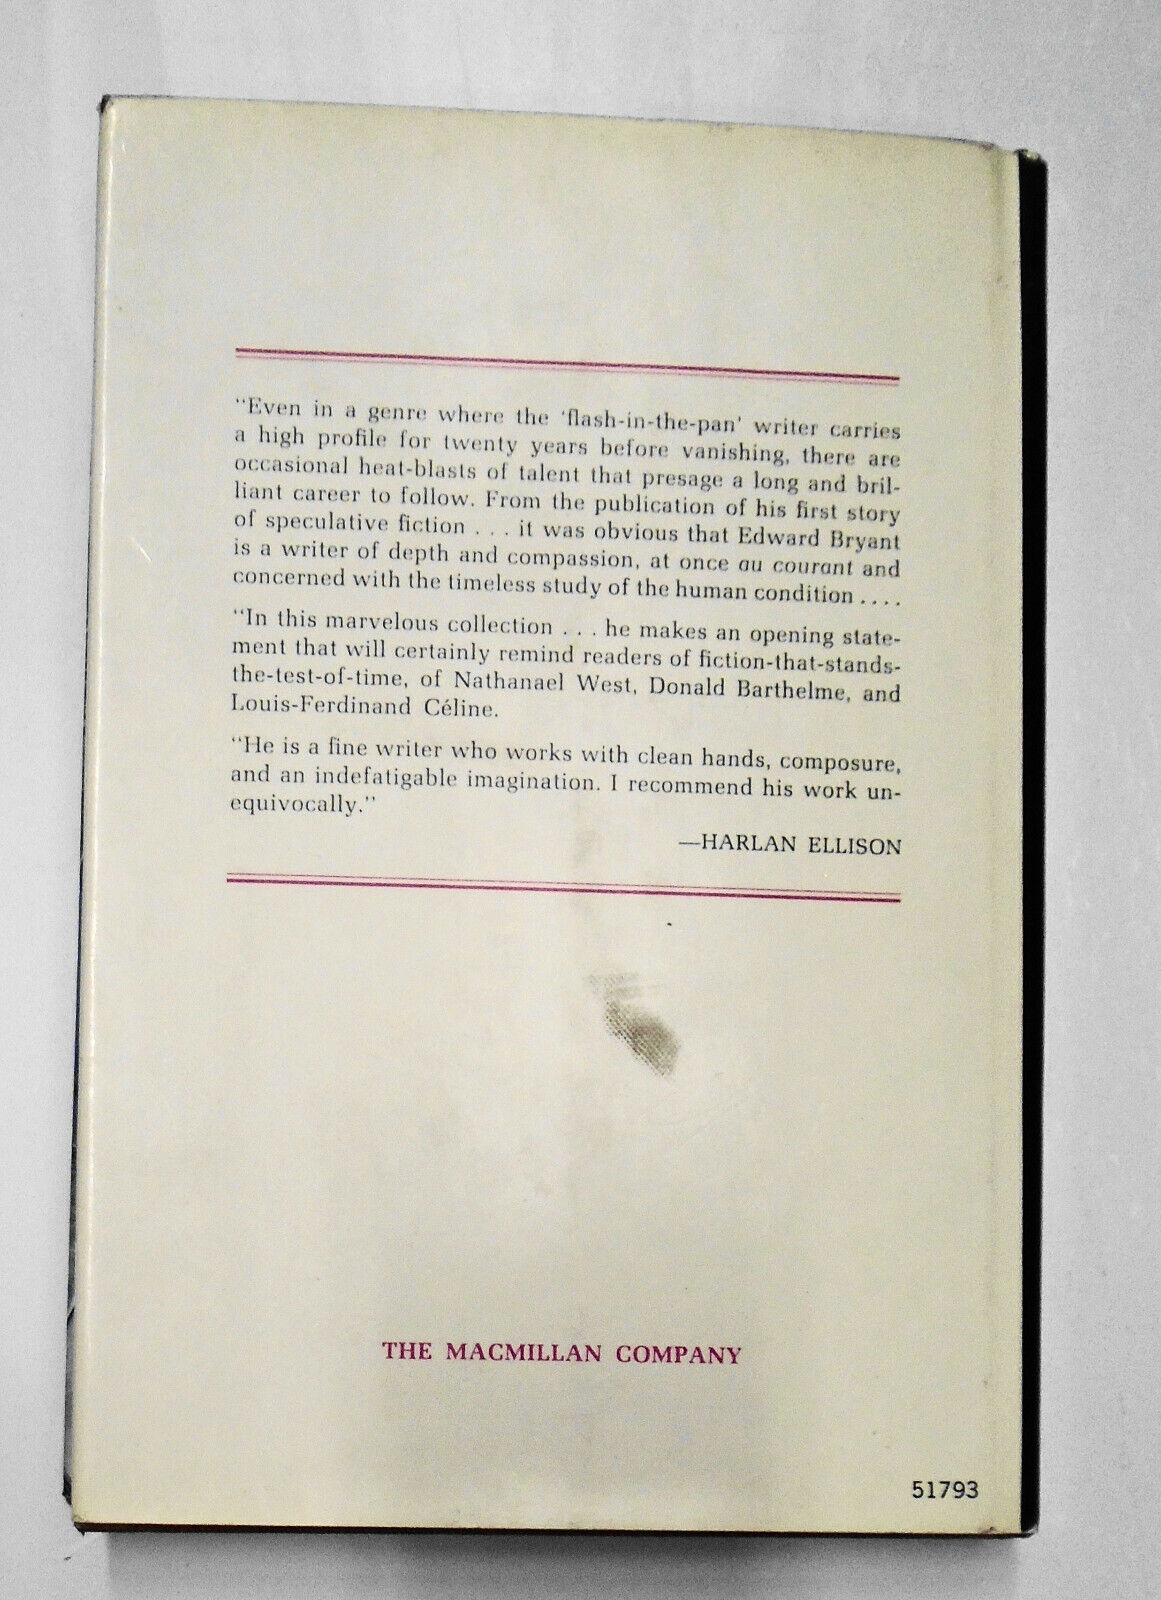 "Even in a genre where the 'flash-in-the-pan' writer carries
a high profile for twenty years before vanishing, there are
occasional heat-blasts of talent that presage a long and bril-
liant career to follow. From the publication of his first story
of speculative fiction . . . it was obvious that Edward Bryant
is a writer of depth and compassion, at once au courant and
concerned with the timeless study of the human condition . . . .
"In this marvelous collection . . . he makes an opening state-
ment that will certainly remind readers of fiction-that-stands-
the-test-of-time, of Nathanael West, Donald Barthelme, and
Louis-Ferdinand Céline.
"He is a fine writer who works with clean hands, composure,
and an indefatigable imagination. I recommend his work un-
equivocally."
—HARLAN ELLISON
THE MACMILLAN COMPANY
51793